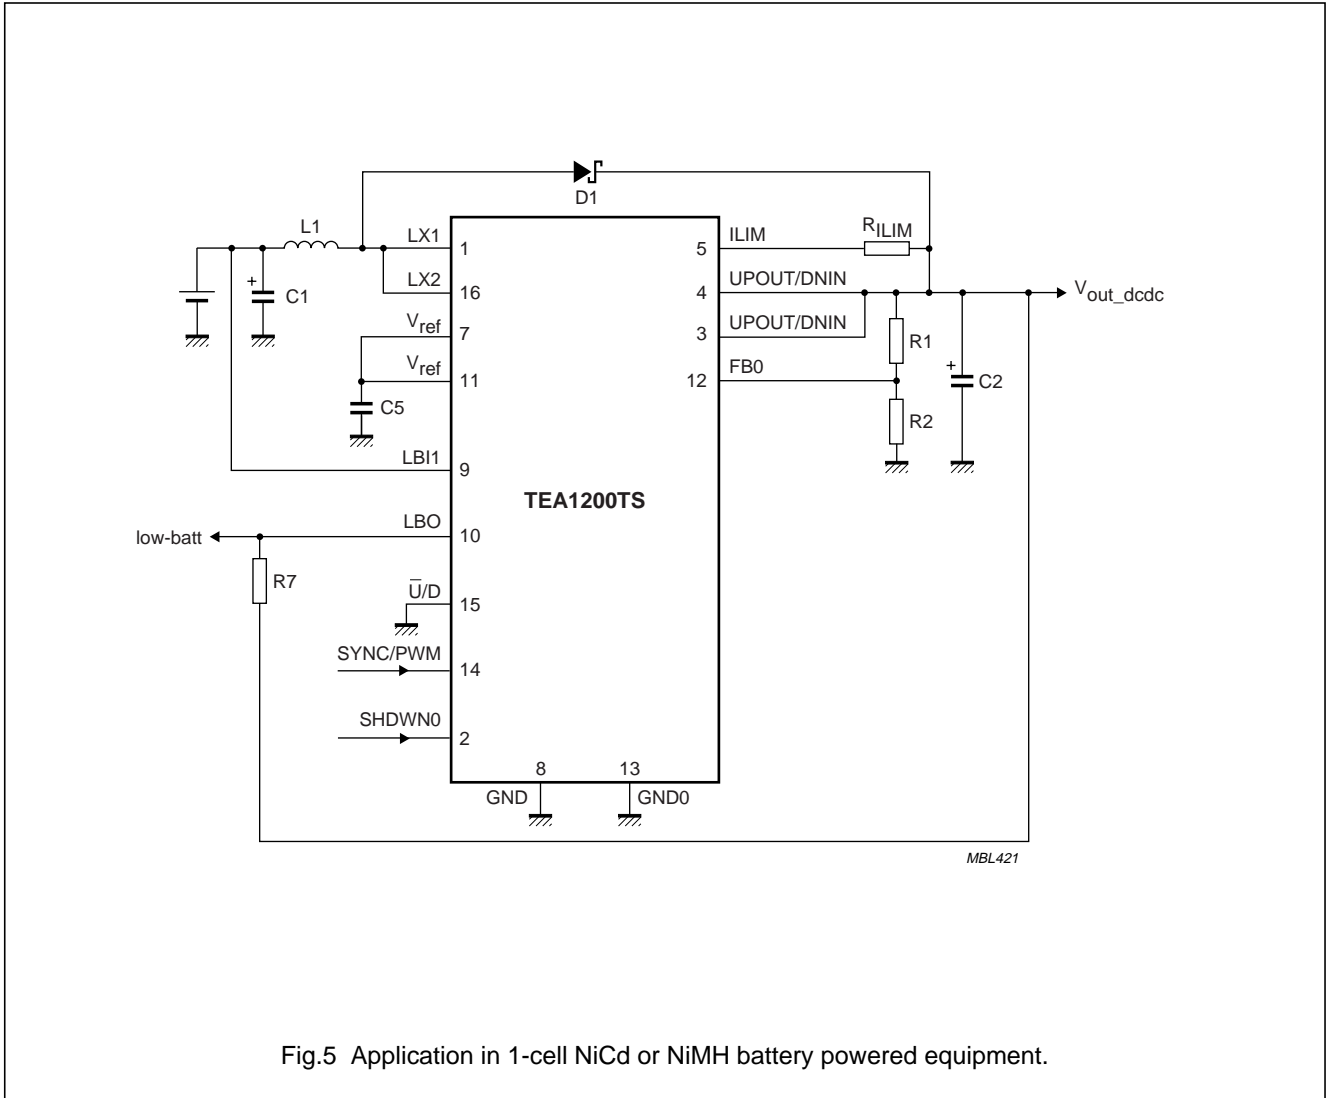 D1
L1
LX1
1
ILIM
5
RILIM
LX2
16
UPOUT/DNIN
4
Vout_dcdc
C1
+
Vref
7
UPOUT/DNIN
3
R1
Vref
11
FB0
12
+
C2
C5
R2
LBI1
9
TEA1200TS
LBO
10
low-batt
R7
U̅/D
15
SYNC/PWM
14
SHDWN0
2
8
13
GND
GND0
MBL421
Fig.5 Application in 1-cell NiCd or NiMH battery powered equipment.